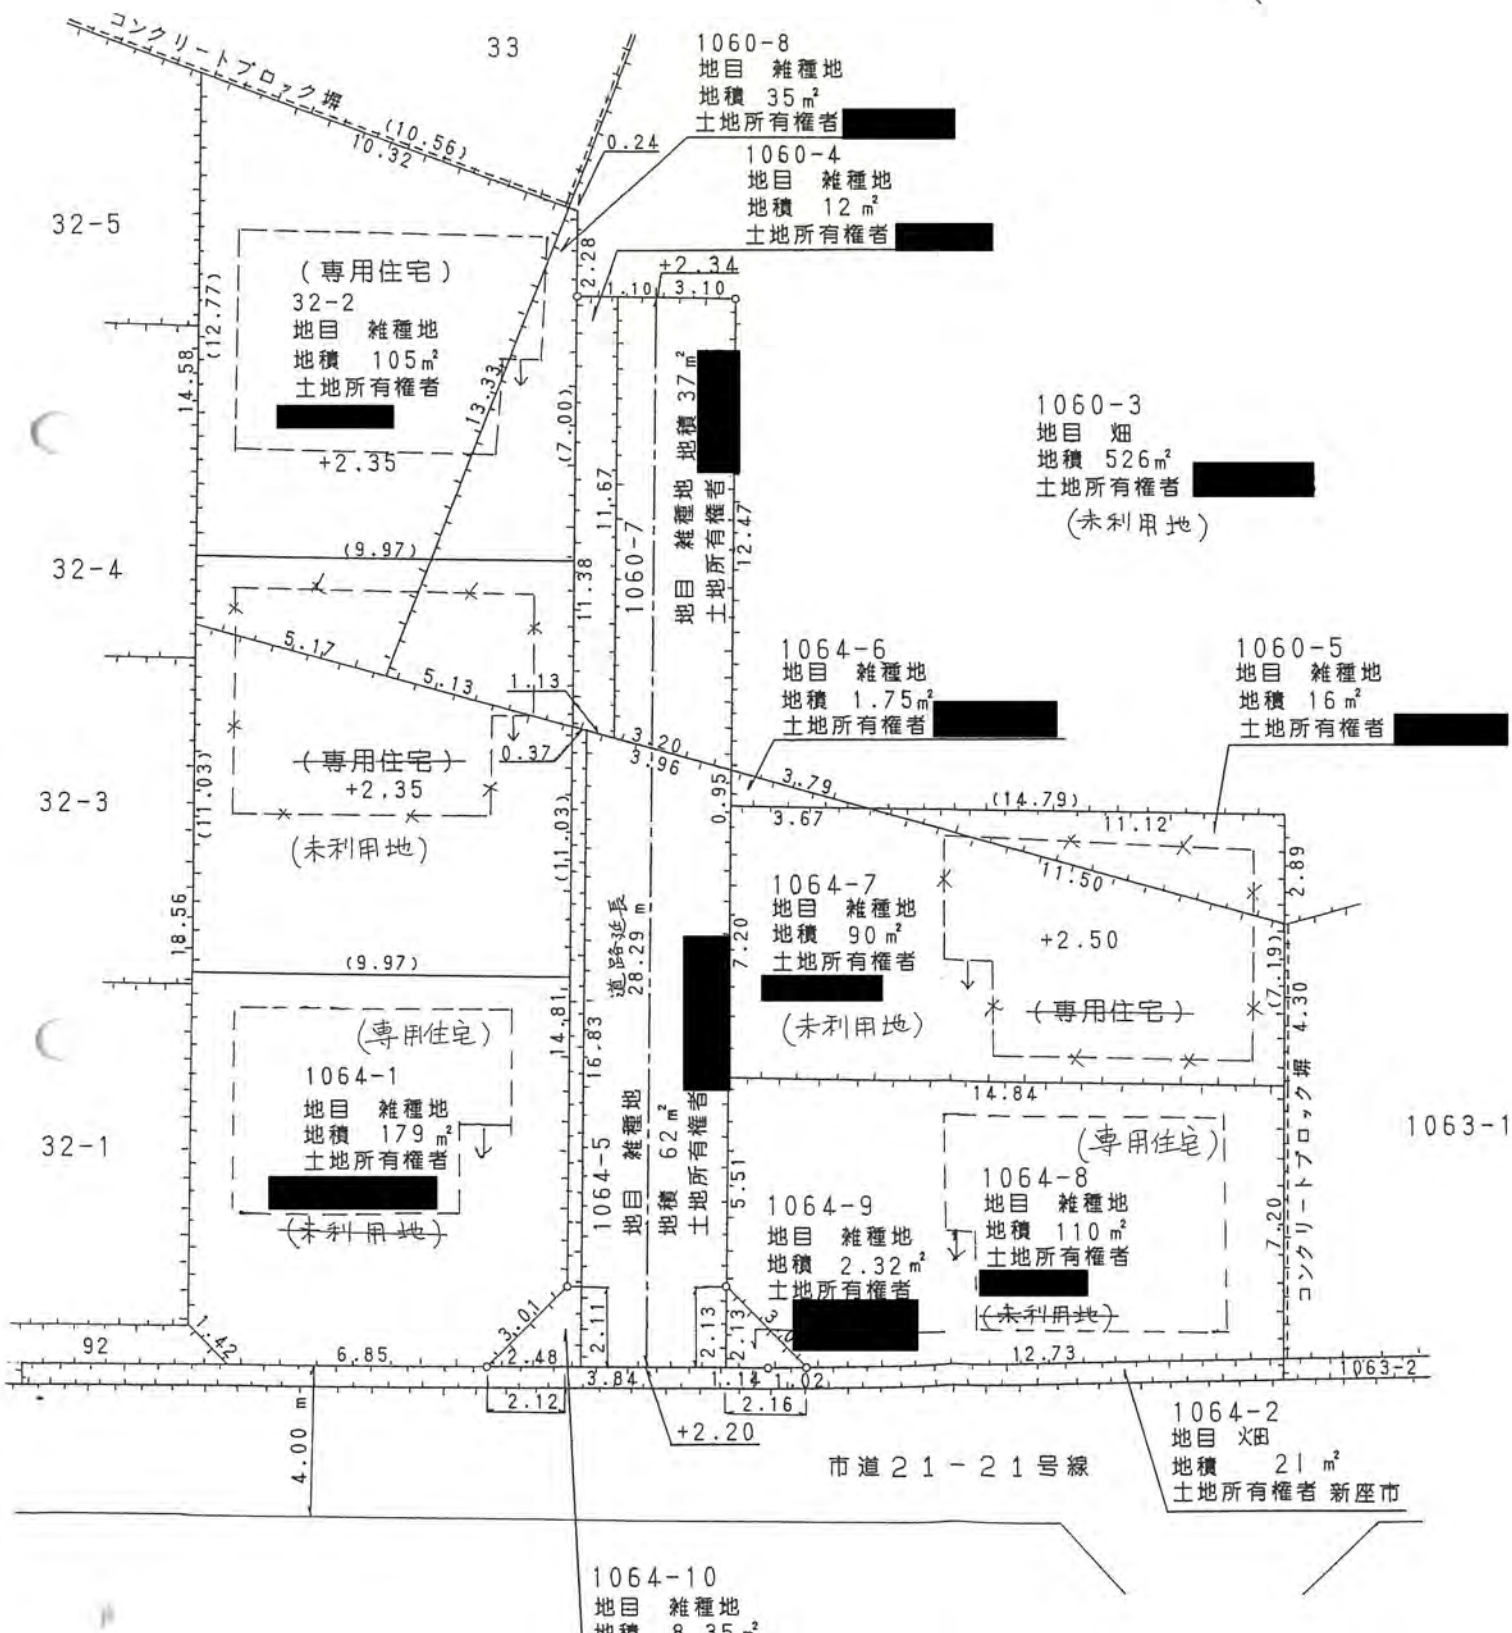 コンクリートブロック塀
33
(10.56)
10.32
0.24
1060-8
地目 雑種地
地積 35㎡
土地所有権者
1060-4
地目 雑種地
地積 12㎡
土地所有権者
32-5
(専用住宅)
32-2
地目 雑種地
地積 105㎡
土地所有権者
+2.35
(12.77)
14.58
13.33
2.28
+2.34
1.10
3.10
(7.00)
11.67
11.38
1060-7
地目 雑種地 地積 37㎡
土地所有権者
12.47
1060-3
地目 畑
地積 526㎡
土地所有権者
(未利用地)
32-4
(9.97)
5.17
5.13
1.13
0.37
3.20
3.96
1064-6
地目 雑種地
地積 1.75㎡
土地所有権者
1060-5
地目 雑種地
地積 16㎡
土地所有権者
32-3
(専用住宅)
+2.35
(未利用地)
(11.03)
18.56
(11.03)
0.95
3.79
3.67
(14.79)
11.12
11.50
2.89
1064-7
地目 雑種地
地積 90㎡
土地所有権者
(未利用地)
7.20
+2.50
(専用住宅)
(7.19)
4.30
コンクリートブロック塀
(9.97)
道路延長
28.29 m
14.81
16.83
14.84
32-1
(専用住宅)
1064-1
地目 雑種地
地積 179㎡
土地所有権者
(未利用地)
1064-5
地目 雑種地
地積 62㎡
土地所有権者
5.51
(専用住宅)
1064-8
地目 雑種地
地積 110㎡
土地所有権者
(未利用地)
7.20
1063-1
1064-9
地目 雑種地
地積 2.32㎡
土地所有権者
3.01
2.11
2.13
2.13
92
1.42
6.85
2.48
3.84
1.14
1.02
12.73
1063-2
2.12
2.16
+2.20
4.00 m
市道21-21号線
1064-2
地目 畑
地積 21㎡
土地所有権者 新座市
1064-10
地目 雑種地
地積 8.35㎡